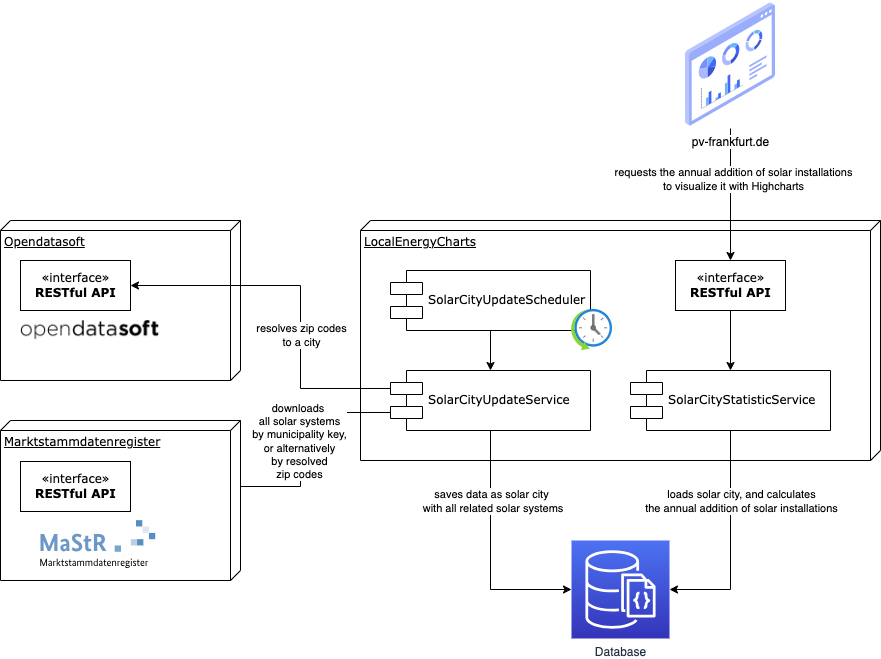 pv-frankfurt.de
requests the annual addition of solar installations
to visualize it with Highcharts
Opendatasoft
«interface»
RESTful API
opendatasoft
LocalEnergyCharts
SolarCityUpdateScheduler
«interface»
RESTful API
resolves zip codes
to a city
SolarCityUpdateService
SolarCityStatisticService
downloads
all solar systems
by municipality key,
or alternatively
by resolved
zip codes
Marktstammdatenregister
«interface»
RESTful API
MaStR
Marktstammdatenregister
saves data as solar city
with all related solar systems
loads solar city, and calculates
the annual addition of solar installations
{}
Database